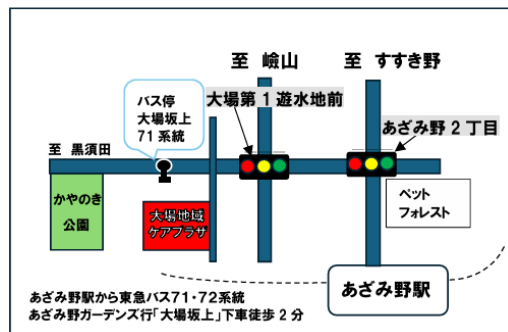 至 嶮山
至 すすき野
バス停
大場坂上
71系統
大場第1遊水地前
あざみ野2丁目
至 黒須田
かやのき
公園
大場地域
ケアプラザ
ペット
フォレスト
あざみ野駅
あざみ野駅から東急バス71・72系統
あざみ野ガーデンズ行「大場坂上」下車徒歩2分